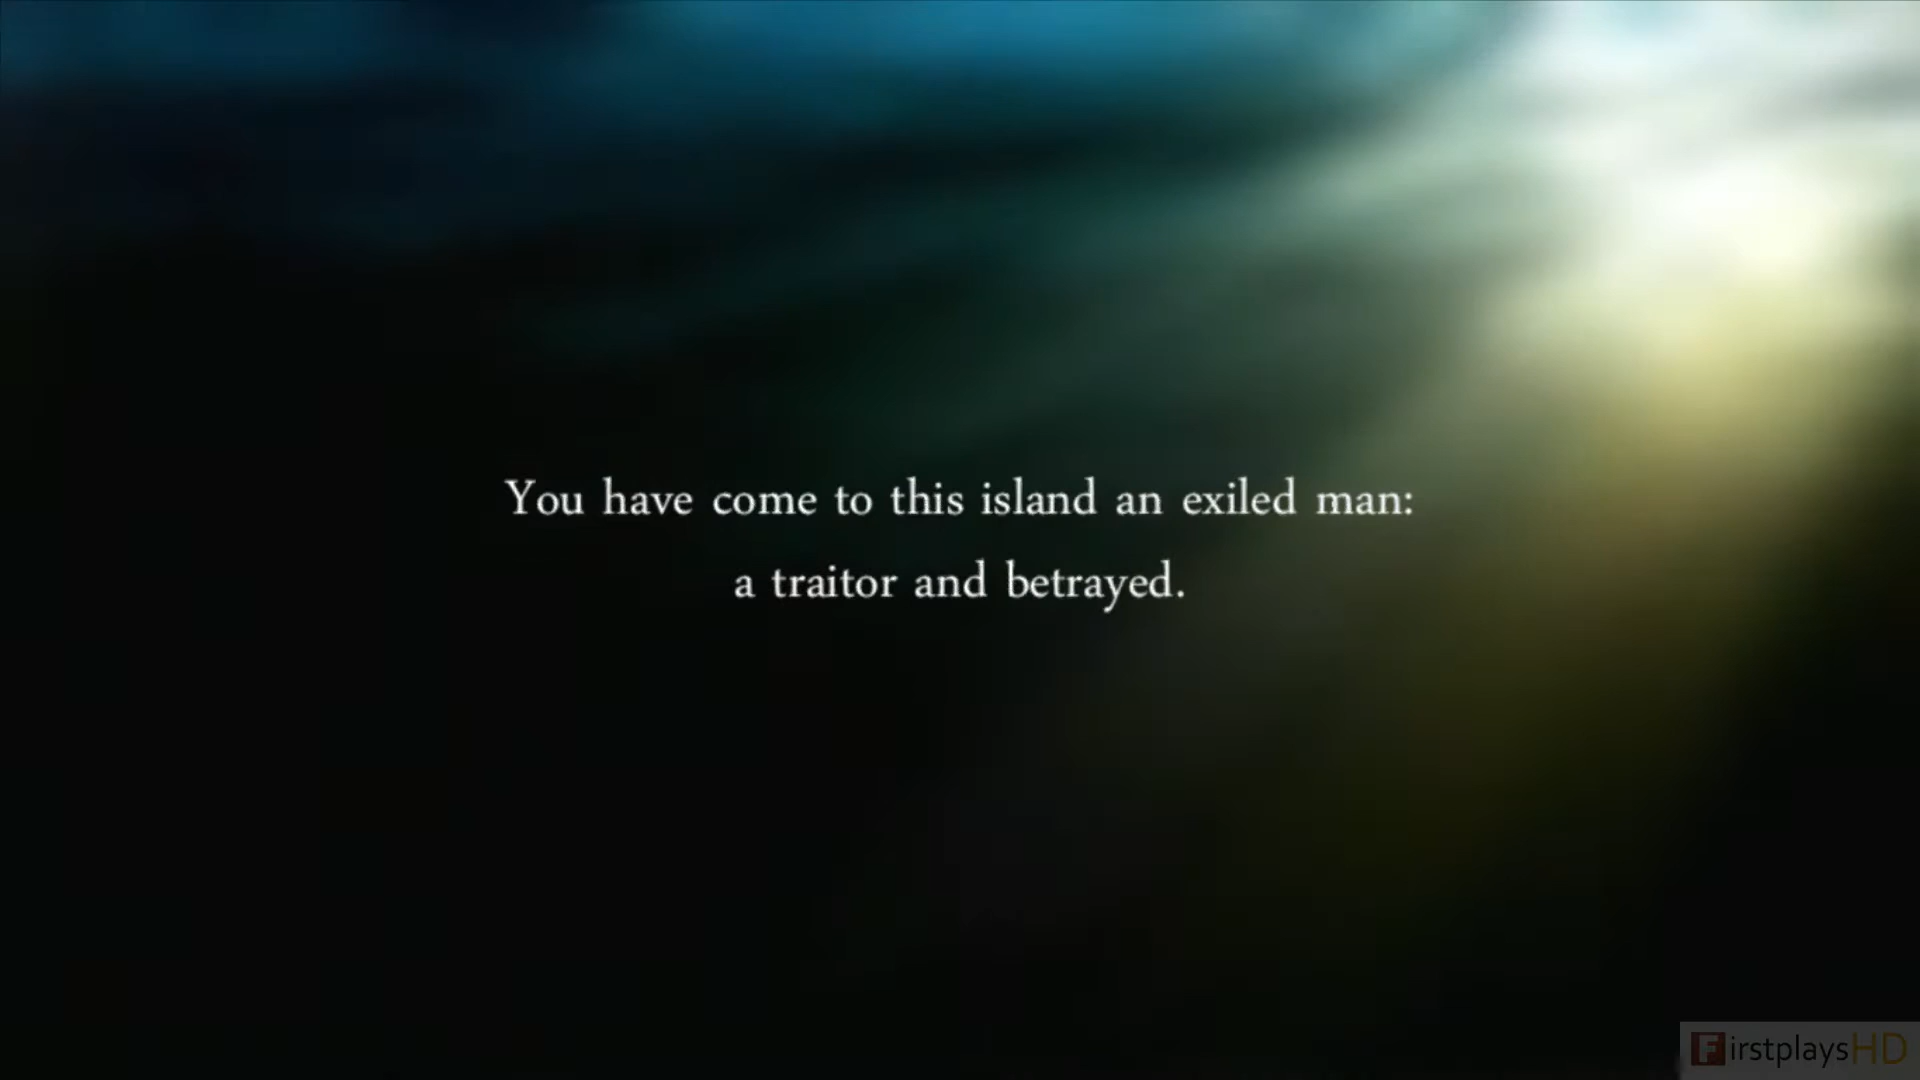 You have come to this island an exiled man:
a traitor and betrayed.
FirstplaysHD